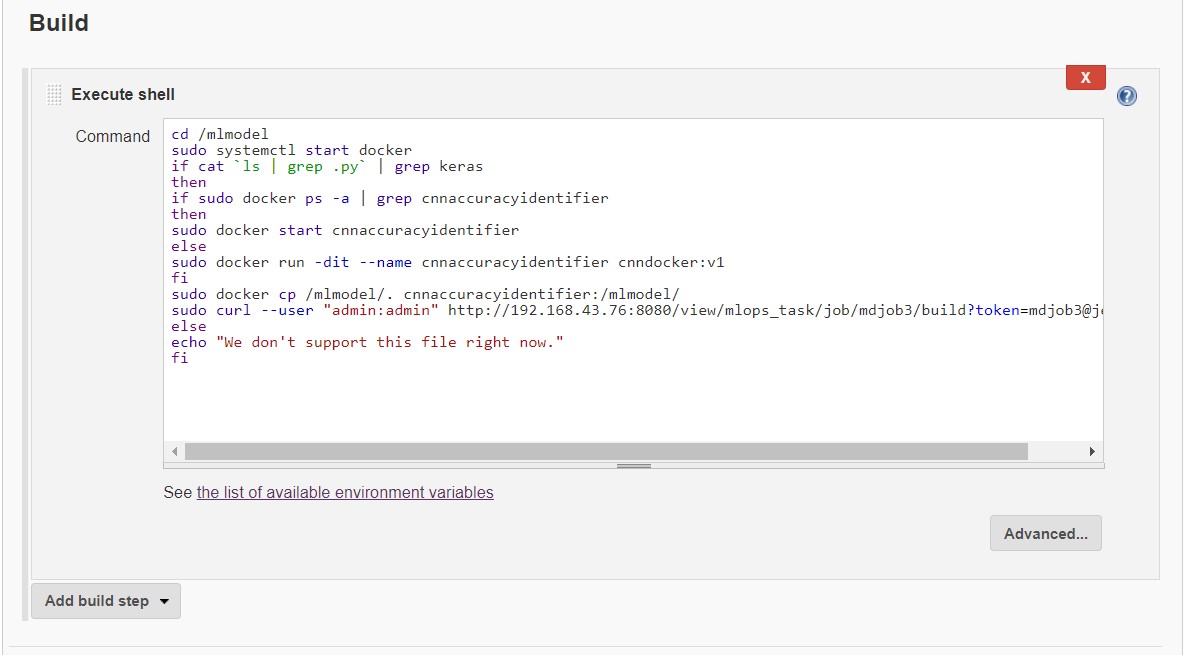 Build
X
Execute shell
?
Command
cd /mlmodel
sudo systemctl start docker
if cat `ls | grep .py` | grep keras
then
if sudo docker ps -a | grep cnnaccuracyidentifier
then
sudo docker start cnnaccuracyidentifier
else
sudo docker run -dit --name cnnaccuracyidentifier cnndocker:v1
fi
sudo docker cp /mlmodel/. cnnaccuracyidentifier:/mlmodel/
sudo curl --user "admin:admin" http://192.168.43.76:8080/view/mlops_task/job/mdjob3/build?token=mdjob3@j
else
echo "We don't support this file right now."
fi
See the list of available environment variables
Advanced...
Add build step